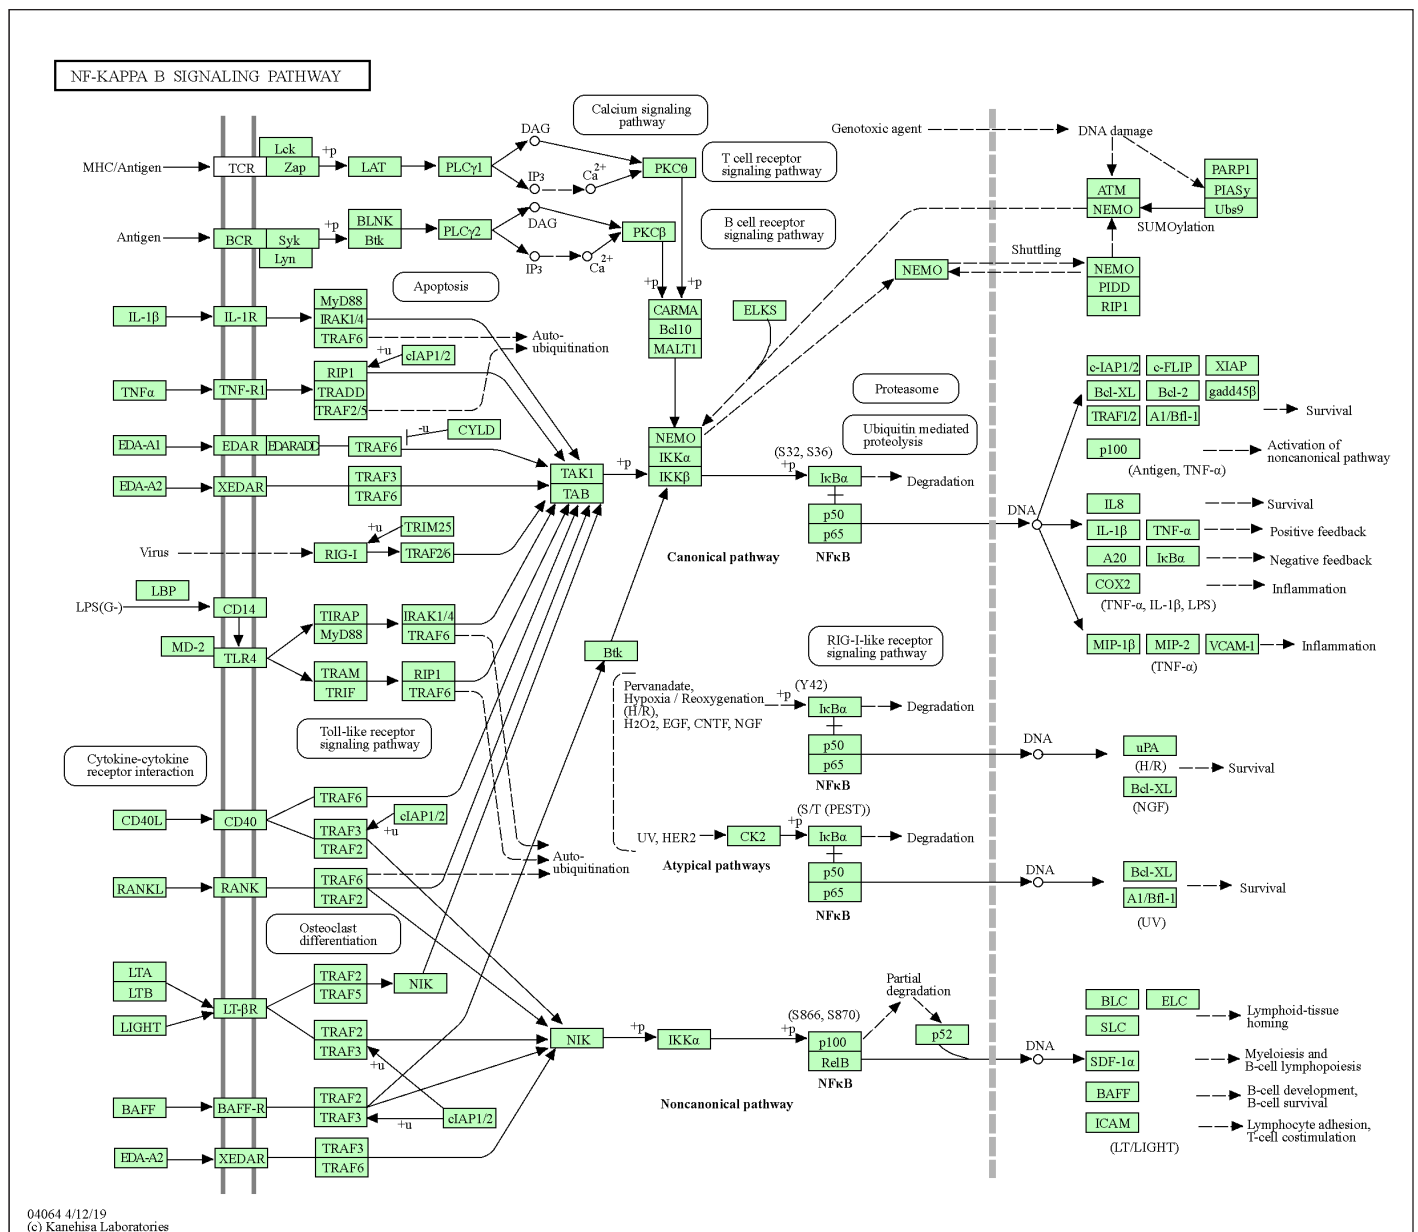 NF-KAPPA B SIGNALING PATHWAY
Calcium signaling
pathway
T cell receptor
signaling pathway
B cell receptor
signaling pathway
MHC/Antigen
TCR
Lck
Zap
+p
LAT
PLCγ1
DAG
IP3
Ca2+
PKCθ
Antigen
BCR
Syk
Lyn
+p
BLNK
Btk
PLCγ2
DAG
IP3
Ca2+
PKCβ
+p
+p
CARMA
Bcl10
MALT1
ELKS
Genotoxic agent
DNA damage
ATM
NEMO
PARP1
PIASy
Ubs9
SUMOylation
Shuttling
NEMO
NEMO
PIDD
RIP1
Apoptosis
IL-1β
IL-1R
MyD88
IRAK1/4
TRAF6
Auto-
ubiquitination
TNFα
TNF-R1
RIP1
TRADD
TRAF2/5
+u
cIAP1/2
EDA-A1
EDAR
EDARADD
TRAF6
-u
CYLD
EDA-A2
XEDAR
TRAF3
TRAF6
TAK1
TAB
+p
NEMO
IKKα
IKKβ
Proteasome
Ubiquitin mediated
proteolysis
(S32, S36)
+p
IκBα
Degradation
p50
p65
NFκB
Canonical pathway
DNA
c-IAP1/2
c-FLIP
XIAP
Bcl-XL
Bcl-2
gadd45β
TRAF1/2
A1/Bfl-1
Survival
p100
Activation of
noncanonical pathway
(Antigen, TNF-α)
IL8
Survival
IL-1β
TNF-α
Positive feedback
A20
IκBα
Negative feedback
COX2
Inflammation
(TNF-α, IL-1β, LPS)
MIP-1β
MIP-2
VCAM-1
Inflammation
(TNF-α)
Virus
RIG-I
+u
TRIM25
TRAF2/6
LBP
LPS(G-)
CD14
MD-2
TLR4
TIRAP
MyD88
IRAK1/4
TRAF6
TRAM
TRIF
RIP1
TRAF6
Toll-like receptor
signaling pathway
Cytokine-cytokine
receptor interaction
Btk
RIG-I-like receptor
signaling pathway
Pervanadate,
Hypoxia / Reoxygenation
(H/R),
H2O2, EGF, CNTF, NGF
+p
(Y42)
IκBα
Degradation
p50
p65
NFκB
DNA
uPA
(H/R)
Bcl-XL
(NGF)
Survival
CD40L
CD40
TRAF6
TRAF3
TRAF2
cIAP1/2
+u
Auto-
ubiquitination
UV, HER2
CK2
+p
(S/T (PEST))
IκBα
Degradation
Atypical pathways
p50
p65
NFκB
DNA
Bcl-XL
A1/Bfl-1
(UV)
Survival
RANKL
RANK
TRAF6
TRAF2
Osteoclast
differentiation
LTA
LTB
LIGHT
LT-βR
TRAF2
TRAF5
NIK
TRAF2
TRAF3
+u
NIK
+p
IKKα
+p
(S866, S870)
p100
RelB
NFκB
Partial
degradation
p52
DNA
BLC
ELC
SLC
Lymphoid-tissue
homing
SDF-1α
Myeloiesis and
B-cell lymphopoiesis
BAFF
B-cell development,
B-cell survival
ICAM
Lymphocyte adhesion,
T-cell costimulation
(LT/LIGHT)
BAFF
BAFF-R
TRAF2
TRAF3
+u
cIAP1/2
Noncanonical pathway
EDA-A2
XEDAR
TRAF3
TRAF6
04064 4/12/19
(c) Kanehisa Laboratories